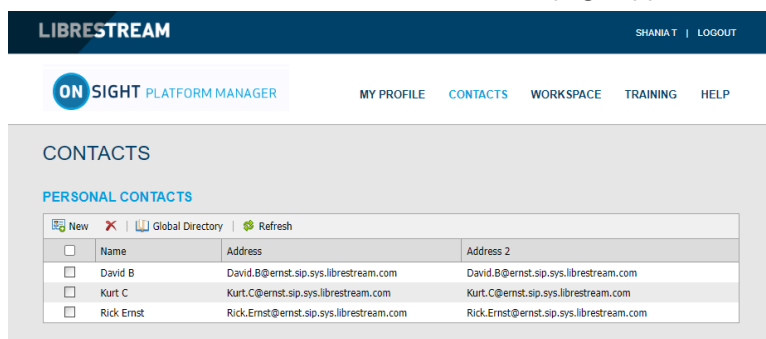 LIBRESTREAM SHANIA T | LOGOUT
ON SIGHT PLATFORM MANAGER MY PROFILE CONTACTS WORKSPACE TRAINING HELP
CONTACTS
PERSONAL CONTACTS
New | Global Directory | Refresh
Name Address Address 2
David B David.B@ernst.sip.sys.librestream.com David.B@ernst.sip.sys.librestream.com
Kurt C Kurt.C@ernst.sip.sys.librestream.com Kurt.C@ernst.sip.sys.librestream.com
Rick Ernst Rick.Ernst@ernst.sip.sys.librestream.com Rick.Ernst@ernst.sip.sys.librestream.com